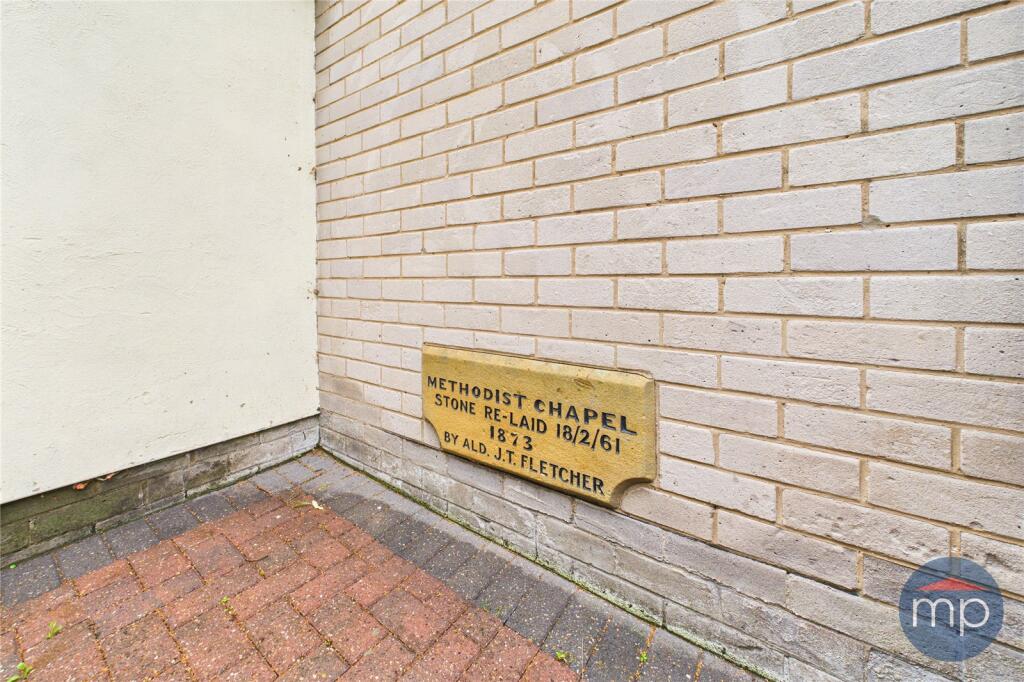 METHODIST CHAPEL
STONE RE-LAID 18/2/61
1873
BY ALD. J.T. FLETCHER
mp